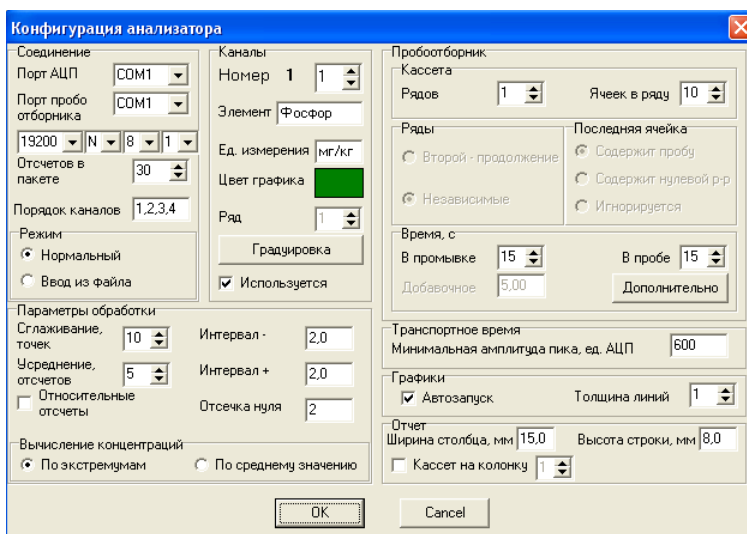 Конфигурация анализатора
Соединение
Порт АЦП COM1
Порт пробо отборника COM1
19200 N 8 1
Отсчетов в пакете 30
Порядок каналов 1,2,3,4
Режим
Нормальный
Ввод из файла
Каналы
Номер 1 1
Элемент Фосфор
Ед. измерения мг/кг
Цвет графика
Ряд 1
Градуировка
Используется
Параметры обработки
Сглаживание, точек 10
Интервал - 2,0
Усреднение, отсчетов 5
Интервал + 2,0
Относительные отсчеты
Отсечка нуля 2
Вычисление концентраций
По экстремумам
По среднему значению
Пробоотборник
Кассета
Рядов 1
Ячеек в ряду 10
Ряды
Второй - продолжение
Независимые
Последняя ячейка
Содержит пробу
Содержит нулевой р-р
Игнорируется
Время, с
В промывке 15
В пробе 15
Добавочное 5,00
Дополнительно
Транспортное время
Минимальная амплитуда пика, ед. АЦП 600
Графики
Автозапуск
Толщина линий 1
Отчет
Ширина столбца, мм 15,0
Высота строки, мм 8,0
Кассет на колонку 1
OK
Cancel